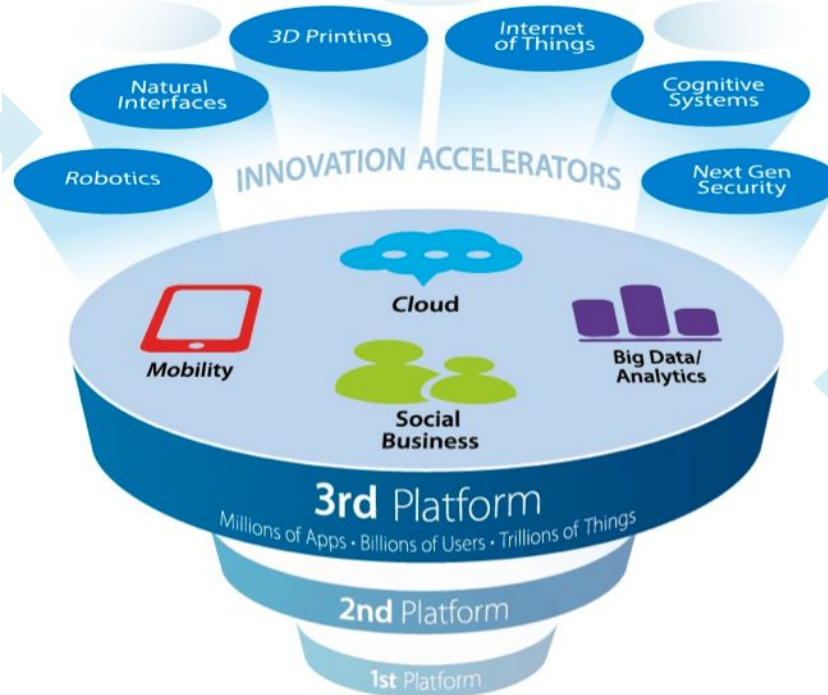 3D Printing
Internet
of Things
Natural
Interfaces
Cognitive
Systems
Robotics
INNOVATION ACCELERATORS
Next Gen
Security
Cloud
Mobility
Big Data/
Analytics
Social
Business
3rd Platform
Millions of Apps • Billions of Users • Trillions of Things
2nd Platform
1st Platform